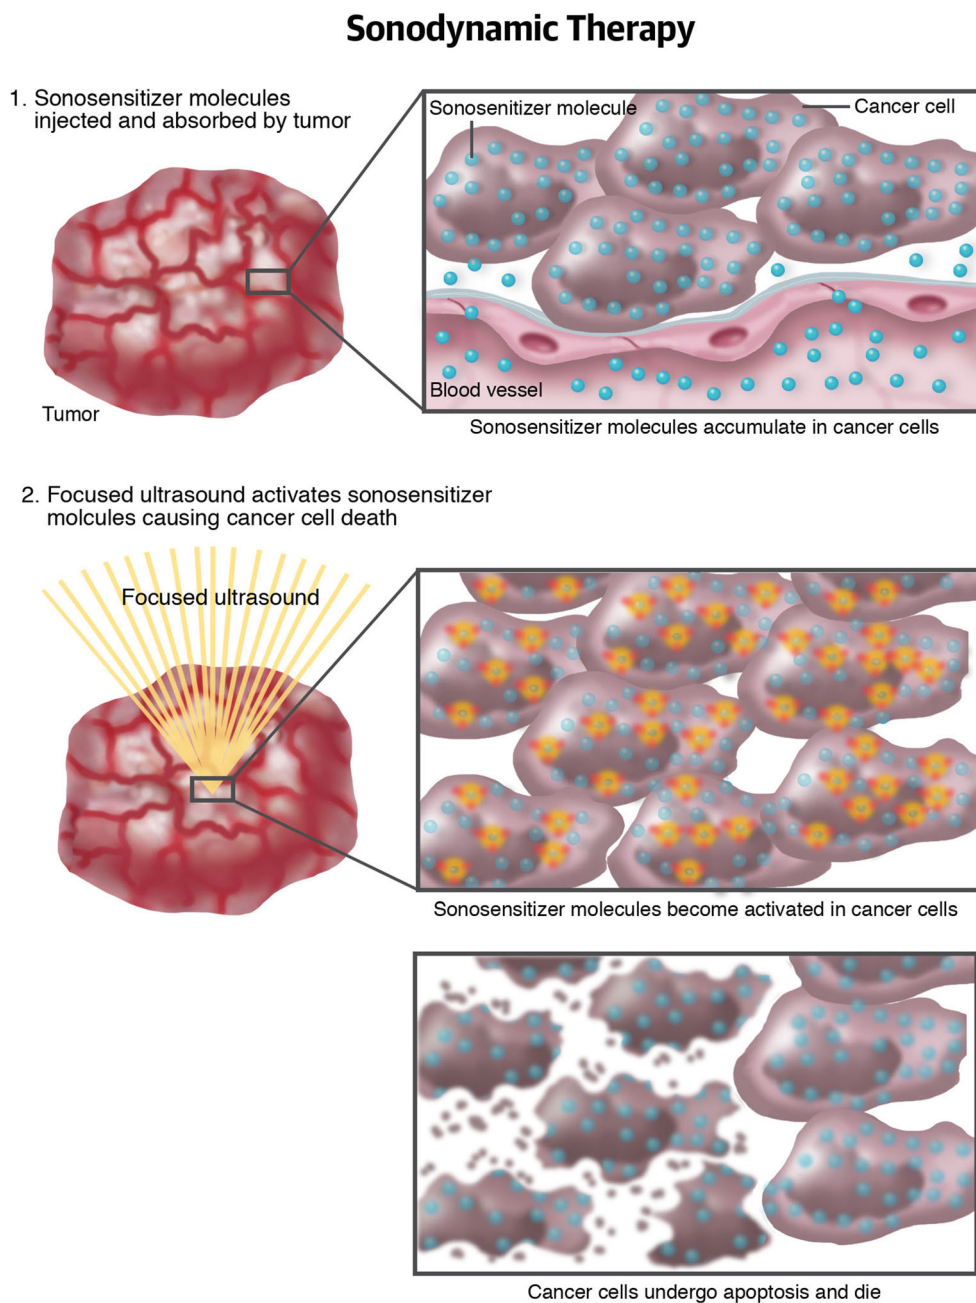 Sonodynamic Therapy
1. Sonosensitizer molecules
injected and absorbed by tumor
Sonosenitizer molecule
Cancer cell
Blood vessel
Tumor
Sonosensitizer molecules accumulate in cancer cells
2. Focused ultrasound activates sonosensitizer
molcules causing cancer cell death
Focused ultrasound
Sonosensitizer molecules become activated in cancer cells
Cancer cells undergo apoptosis and die